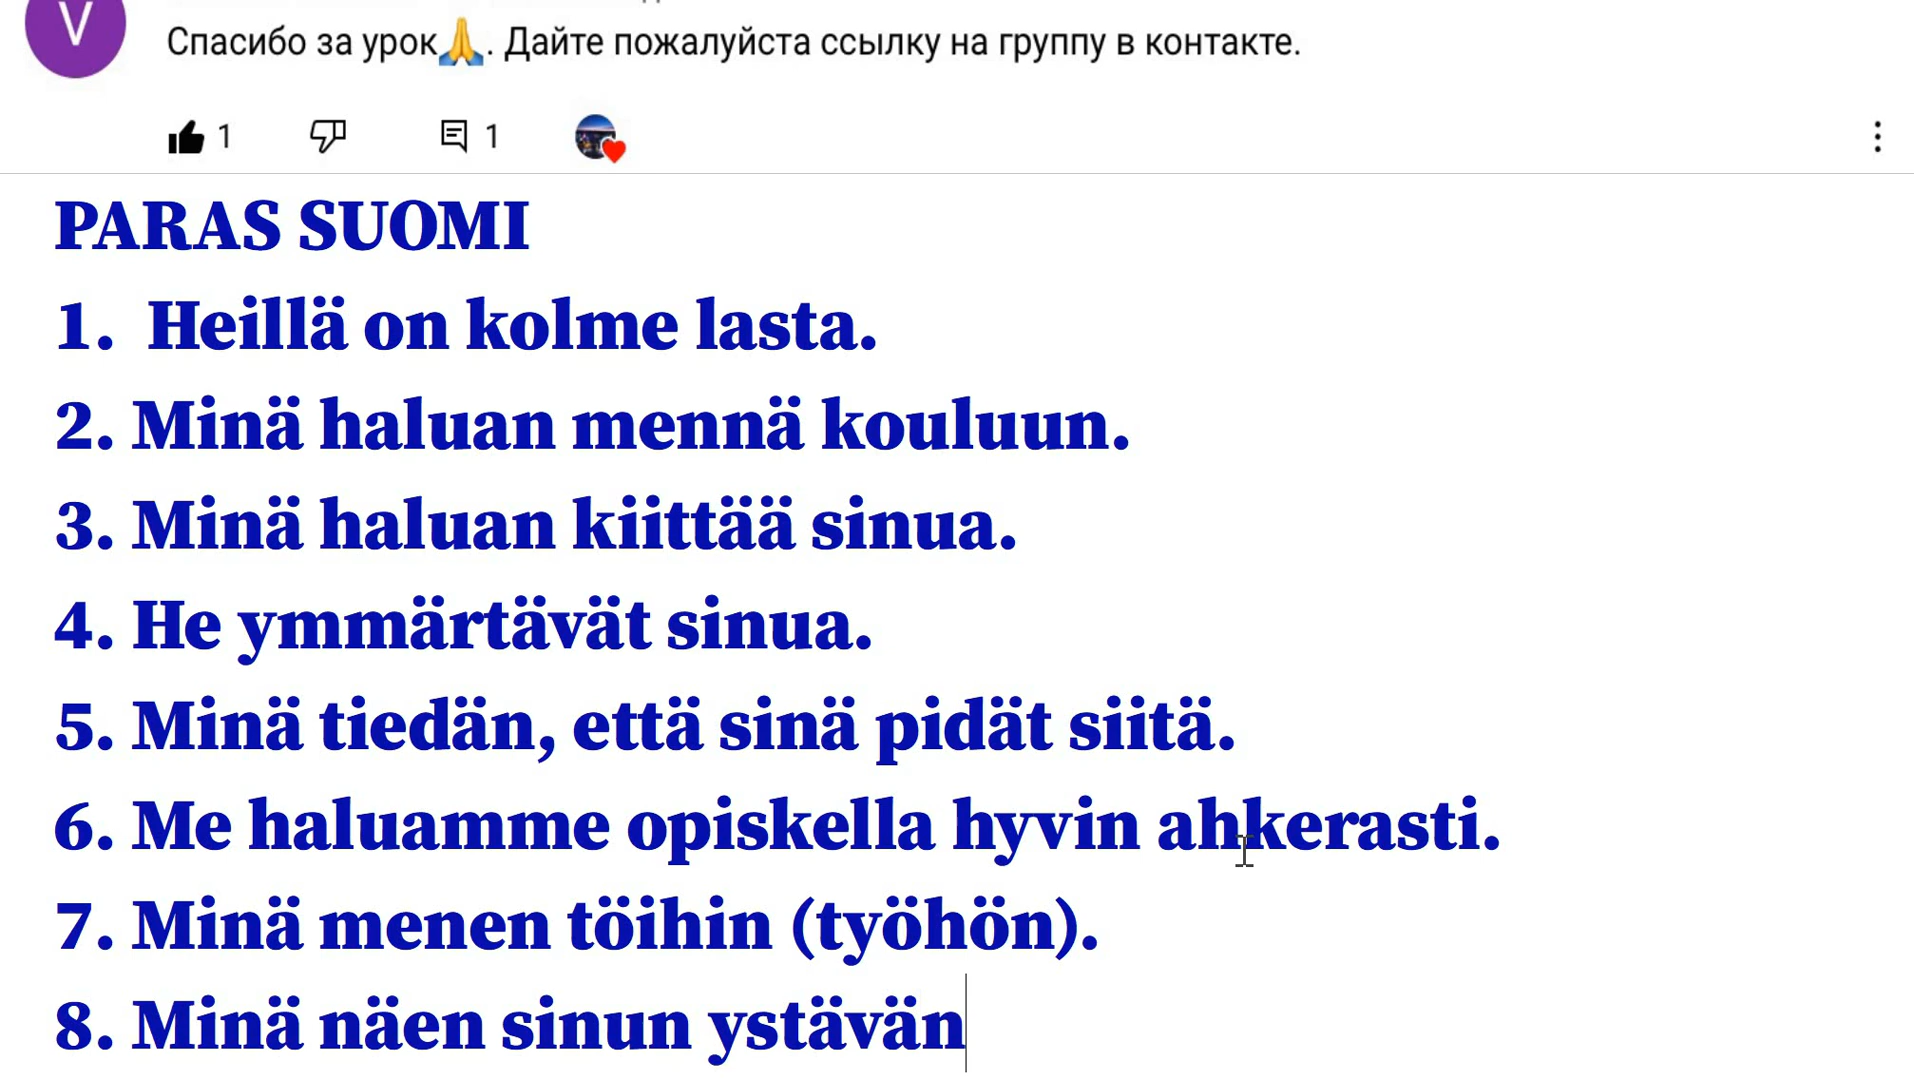 V
Спасибо за урок🙏. Дайте пожалуйста ссылку на группу в контакте.
1 1
PARAS SUOMI
1. Heillä on kolme lasta.
2. Minä haluan mennä kouluun.
3. Minä haluan kiittää sinua.
4. He ymmärtävät sinua.
5. Minä tiedän, että sinä pidät siitä.
6. Me haluamme opiskella hyvin ahkerasti.
7. Minä menen töihin (työhön).
8. Minä näen sinun ystävän